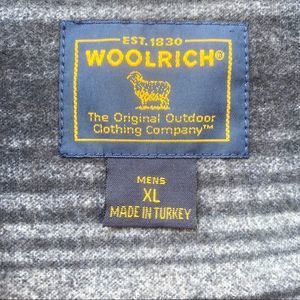 EST. 1830
WOOLRICH®
The Original Outdoor
Clothing Company™
MENS
XL
MADE IN TURKEY